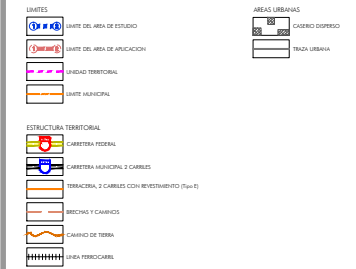 LIMITES
LIMITE DEL AREA DE ESTUDIO
LIMITE DEL AREA DE APLICACION
UNIDAD TERRITORIAL
LIMITE MUNICIPAL
AREAS URBANAS
CASERIO DISPERSO
TRAZA URBANA
ESTRUCTURA TERRITORIAL
CARRETERA FEDERAL
CARRETERA MUNICIPAL 2 CARRILES
TERRACERIA, 2 CARRILES CON REVESTIMIENTO (Tipo E)
BRECHAS Y CAMINOS
CAMINO DE TIERRA
LINEA FERROCARRIL